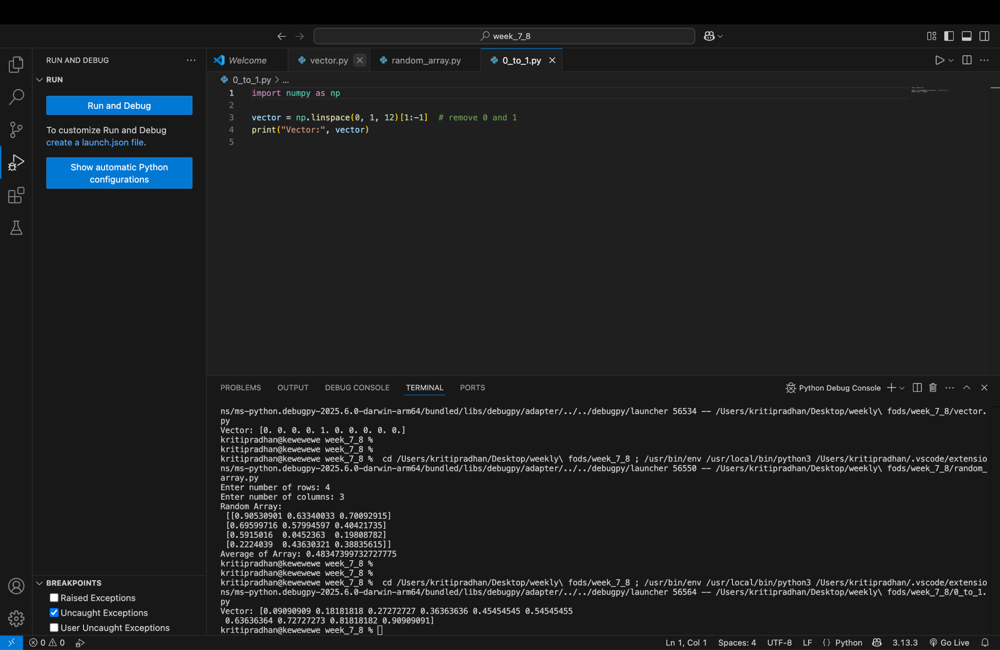 week_7_8
RUN AND DEBUG
RUN
Run and Debug
To customize Run and Debug
create a launch.json file.
Show automatic Python
configurations
Welcome
vector.py
random_array.py
0_to_1.py
0_to_1.py > ...
1 import numpy as np
2
3 vector = np.linspace(0, 1, 12)[1:-1]  # remove 0 and 1
4 print("Vector:", vector)
5
PROBLEMS OUTPUT DEBUG CONSOLE TERMINAL PORTS
Python Debug Console
ns/ms-python.debugpy-2025.6.0-darwin-arm64/bundled/libs/debugpy/adapter/../../debugpy/launcher 56534 -- /Users/kritipradhan/Desktop/weekly\ fods/week_7_8/vector.
py
Vector: [0. 0. 0. 0. 1. 0. 0. 0. 0. 0.]
kritipradhan@kewewewe week_7_8 %
kritipradhan@kewewewe week_7_8 %
kritipradhan@kewewewe week_7_8 %  cd /Users/kritipradhan/Desktop/weekly\ fods/week_7_8 ; /usr/bin/env /usr/local/bin/python3 /Users/kritipradhan/.vscode/extensio
ns/ms-python.debugpy-2025.6.0-darwin-arm64/bundled/libs/debugpy/adapter/../../debugpy/launcher 56550 -- /Users/kritipradhan/Desktop/weekly\ fods/week_7_8/random_
array.py
Enter number of rows: 4
Enter number of columns: 3
Random Array:
[[0.90530901 0.63340033 0.70092915]
[0.69599716 0.57994597 0.40421735]
[0.5915016  0.0452363  0.19808782]
[0.2224039  0.43630321 0.38835615]]
Average of Array: 0.48347399732727775
kritipradhan@kewewewe week_7_8 %
kritipradhan@kewewewe week_7_8 %
kritipradhan@kewewewe week_7_8 %  cd /Users/kritipradhan/Desktop/weekly\ fods/week_7_8 ; /usr/bin/env /usr/local/bin/python3 /Users/kritipradhan/.vscode/extensio
ns/ms-python.debugpy-2025.6.0-darwin-arm64/bundled/libs/debugpy/adapter/../../debugpy/launcher 56564 -- /Users/kritipradhan/Desktop/weekly\ fods/week_7_8/0_to_1.
py
Vector: [0.09090909 0.18181818 0.27272727 0.36363636 0.45454545 0.54545455
0.63636364 0.72727273 0.81818182 0.90909091]
kritipradhan@kewewewe week_7_8 %
BREAKPOINTS
Raised Exceptions
Uncaught Exceptions
User Uncaught Exceptions
0 0
Ln 1, Col 1 Spaces: 4 UTF-8 LF {} Python 3.13.3 Go Live